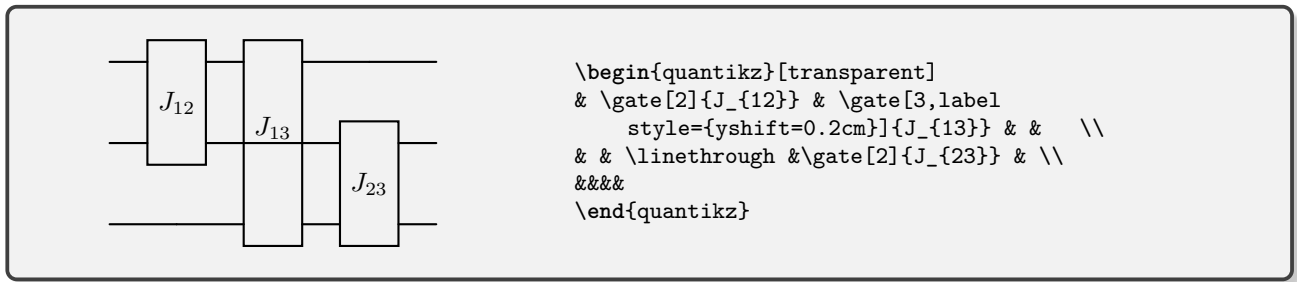 J12
J13
J23
\begin{quantikz}[transparent]
& \gate[2]{J_{12}} & \gate[3,label
style={yshift=0.2cm}]{J_{13}} & & \\
& & \linethrough &\gate[2]{J_{23}} & \\
&&&&
\end{quantikz}